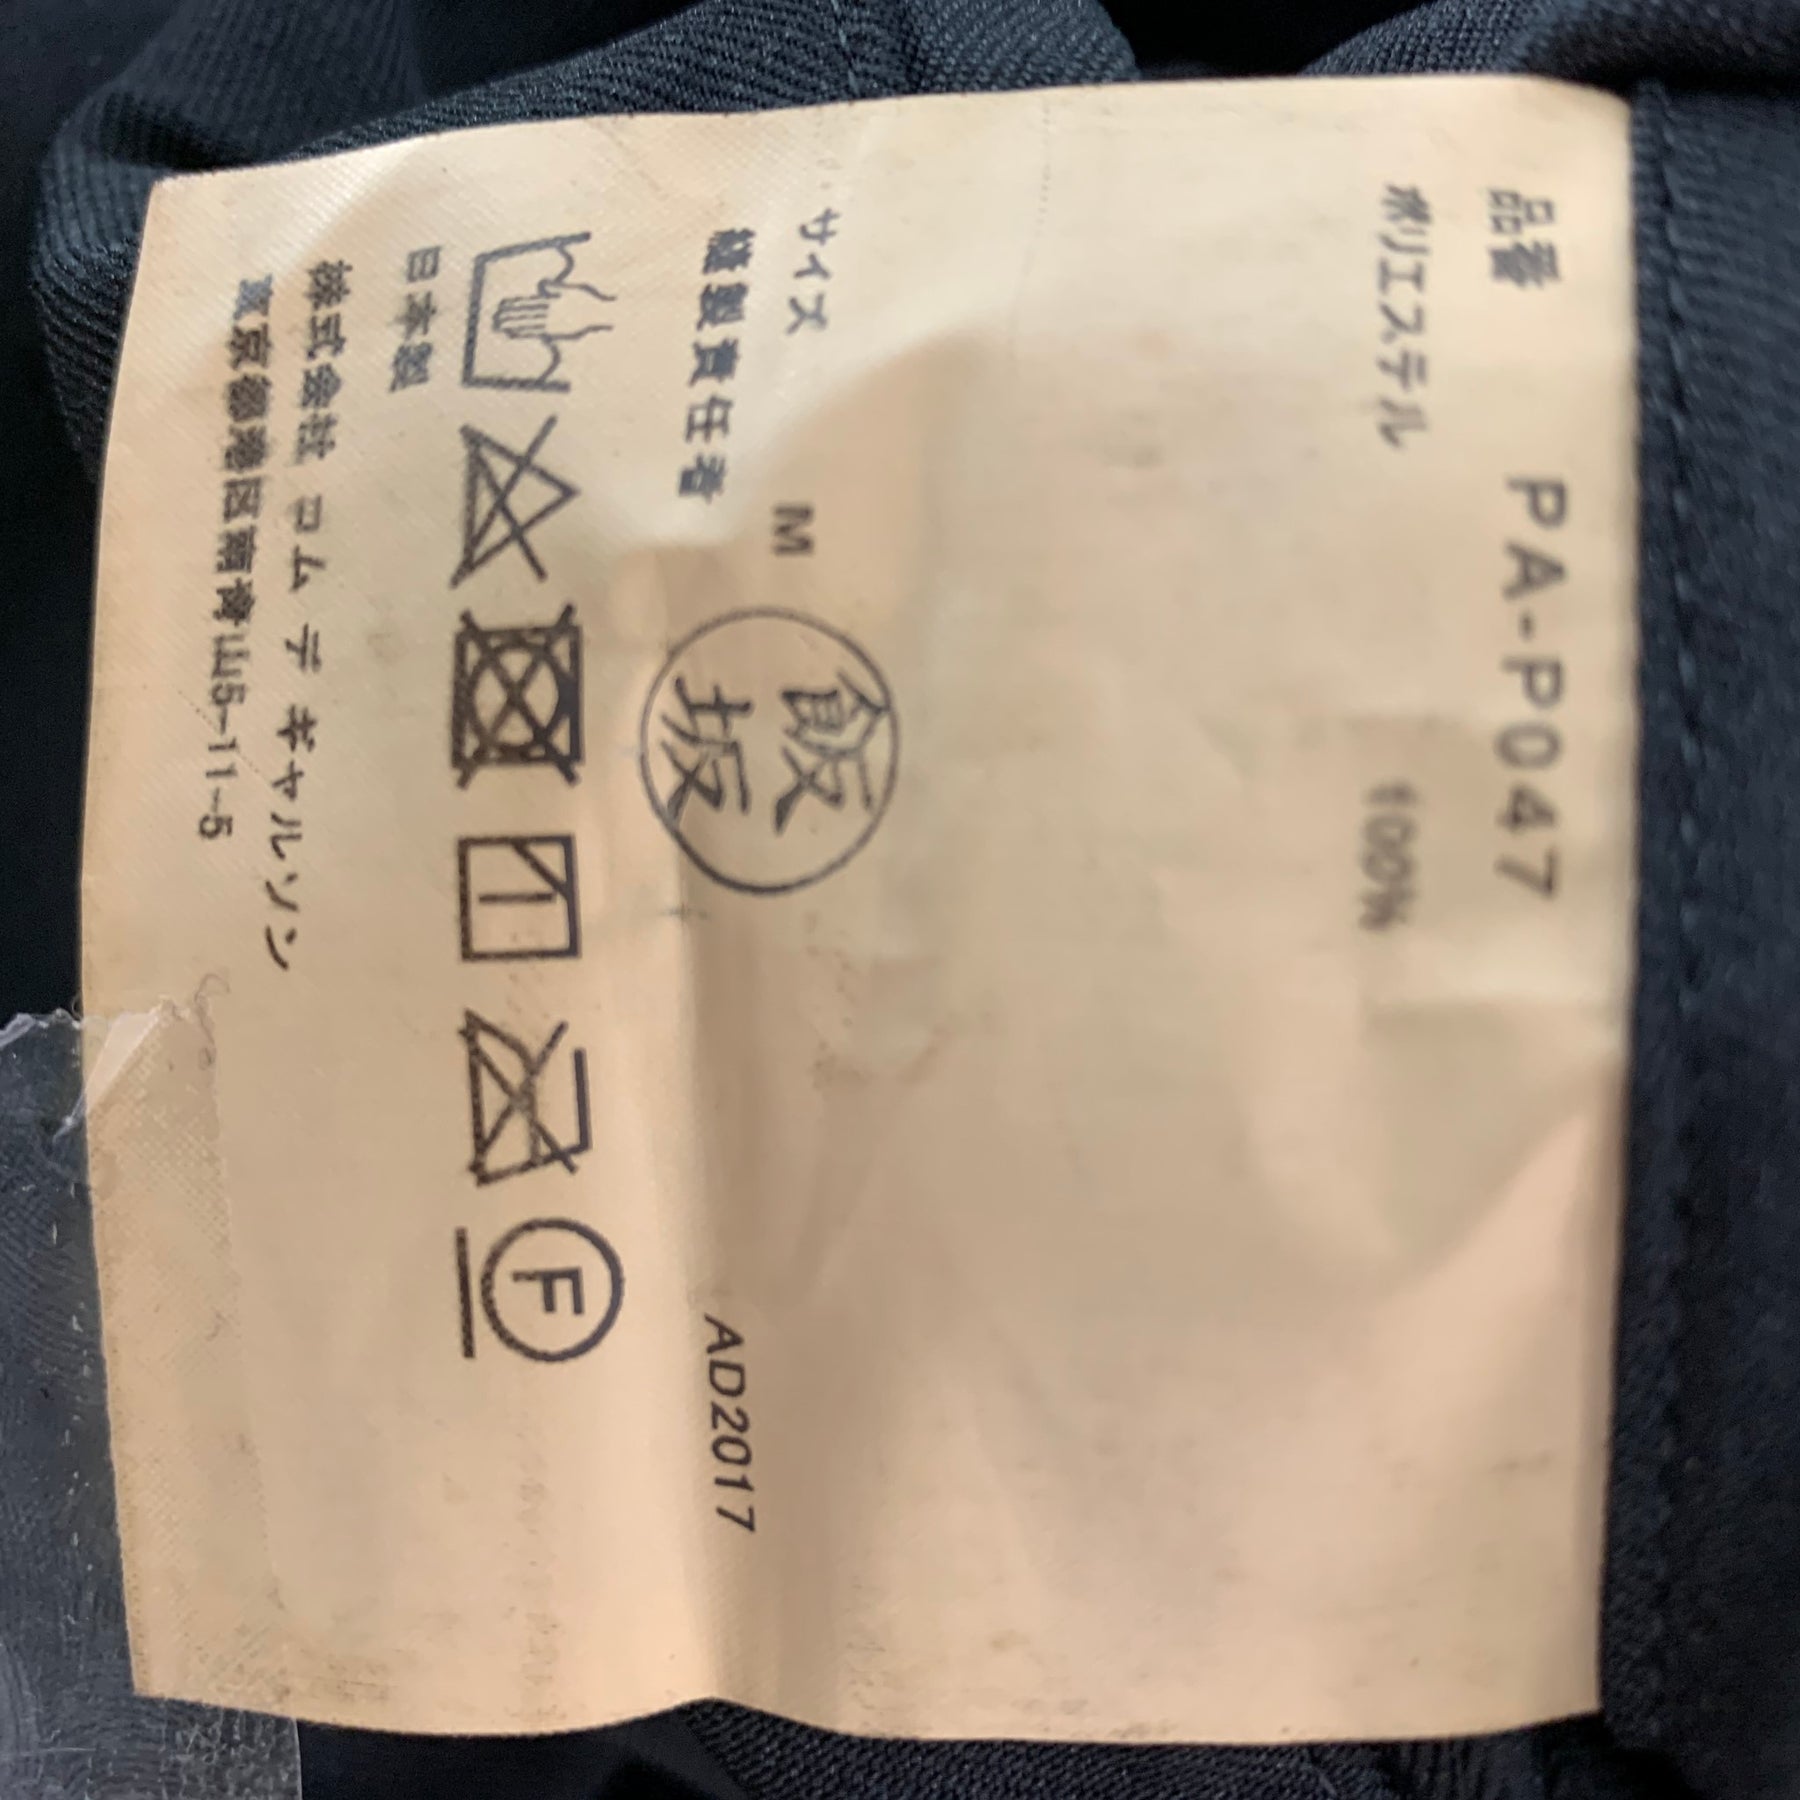 品番 PA-P047
ポリエステル 100%
サイズ M
縫製責任者 飯坂 AD2017
F
日本製
株式会社 コム デ ギャルソン
東京都港区南青山5-11-5